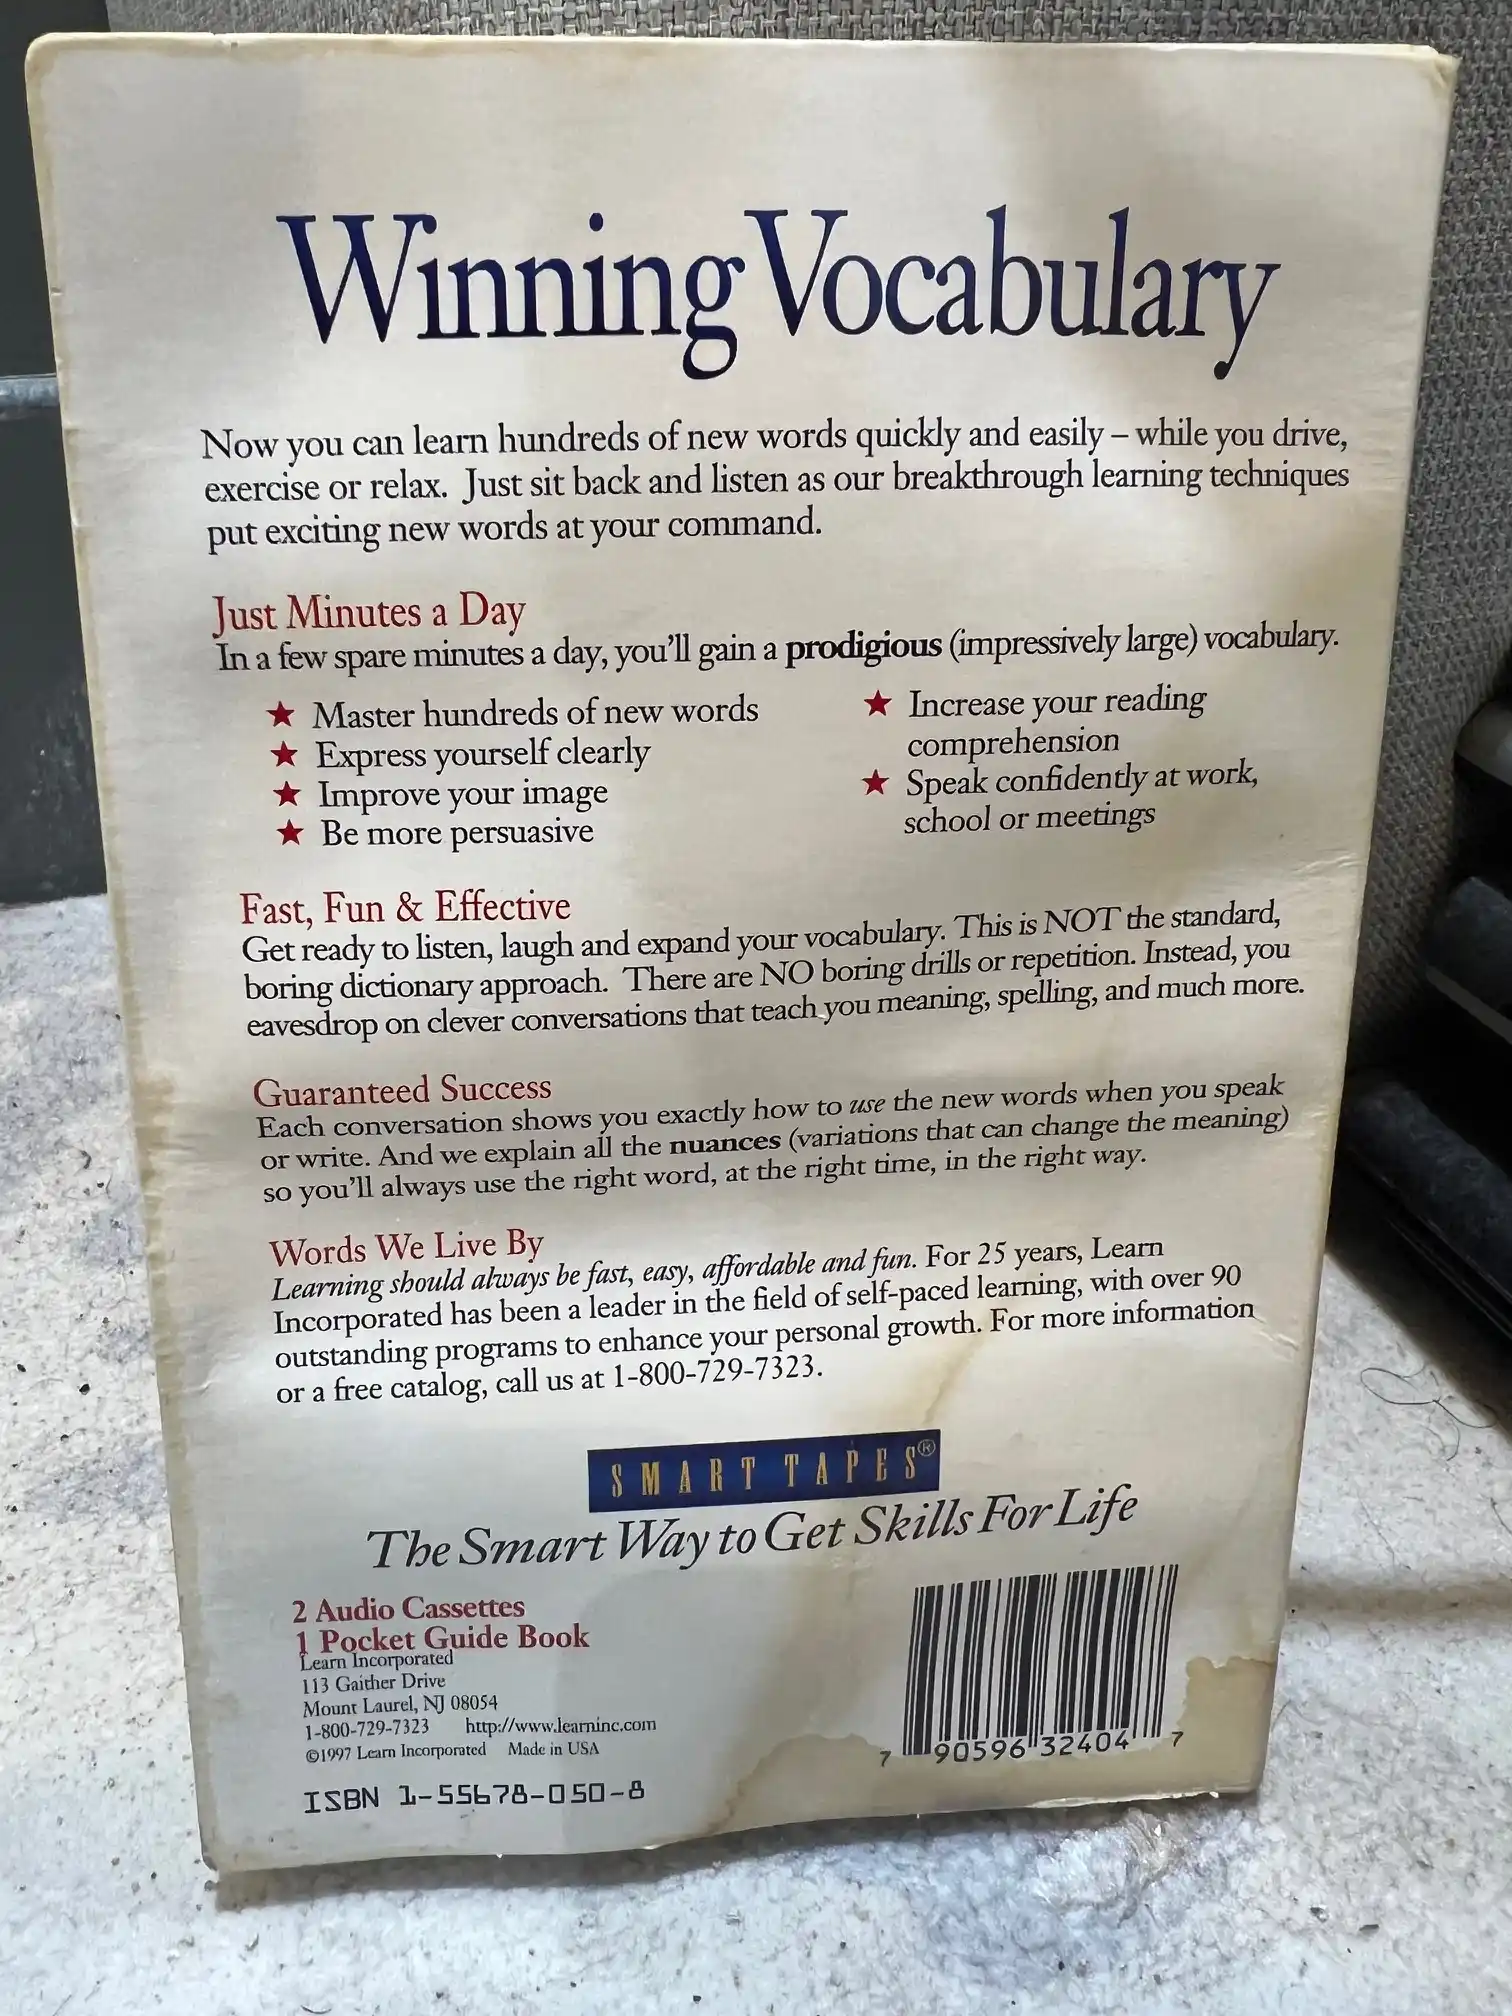 Winning Vocabulary
Now you can learn hundreds of new words quickly and easily – while you drive,
exercise or relax. Just sit back and listen as our breakthrough learning techniques
put exciting new words at your command.
Just Minutes a Day
In a few spare minutes a day, you'll gain a prodigious (impressively large) vocabulary.
★ Master hundreds of new words
★ Express yourself clearly
★ Improve your image
★ Be more persuasive
★ Increase your reading
comprehension
★ Speak confidently at work,
school or meetings
Fast, Fun & Effective
Get ready to listen, laugh and expand your vocabulary. This is NOT the standard,
boring dictionary approach. There are NO boring drills or repetition. Instead, you
eavesdrop on clever conversations that teach you meaning, spelling, and much more.
Guaranteed Success
Each conversation shows you exactly how to use the new words when you speak
or write. And we explain all the nuances (variations that can change the meaning)
so you'll always use the right word, at the right time, in the right way.
Words We Live By
Learning should always be fast, easy, affordable and fun. For 25 years, Learn
Incorporated has been a leader in the field of self-paced learning, with over 90
outstanding programs to enhance your personal growth. For more information
or a free catalog, call us at 1-800-729-7323.
SMART TAPES®
The Smart Way to Get Skills For Life
2 Audio Cassettes
1 Pocket Guide Book
Learn Incorporated
113 Gaither Drive
Mount Laurel, NJ 08054
1-800-729-7323 http://www.learninc.com
©1997 Learn Incorporated Made in USA
ISBN 1-55678-050-8
7 90596 32404 7